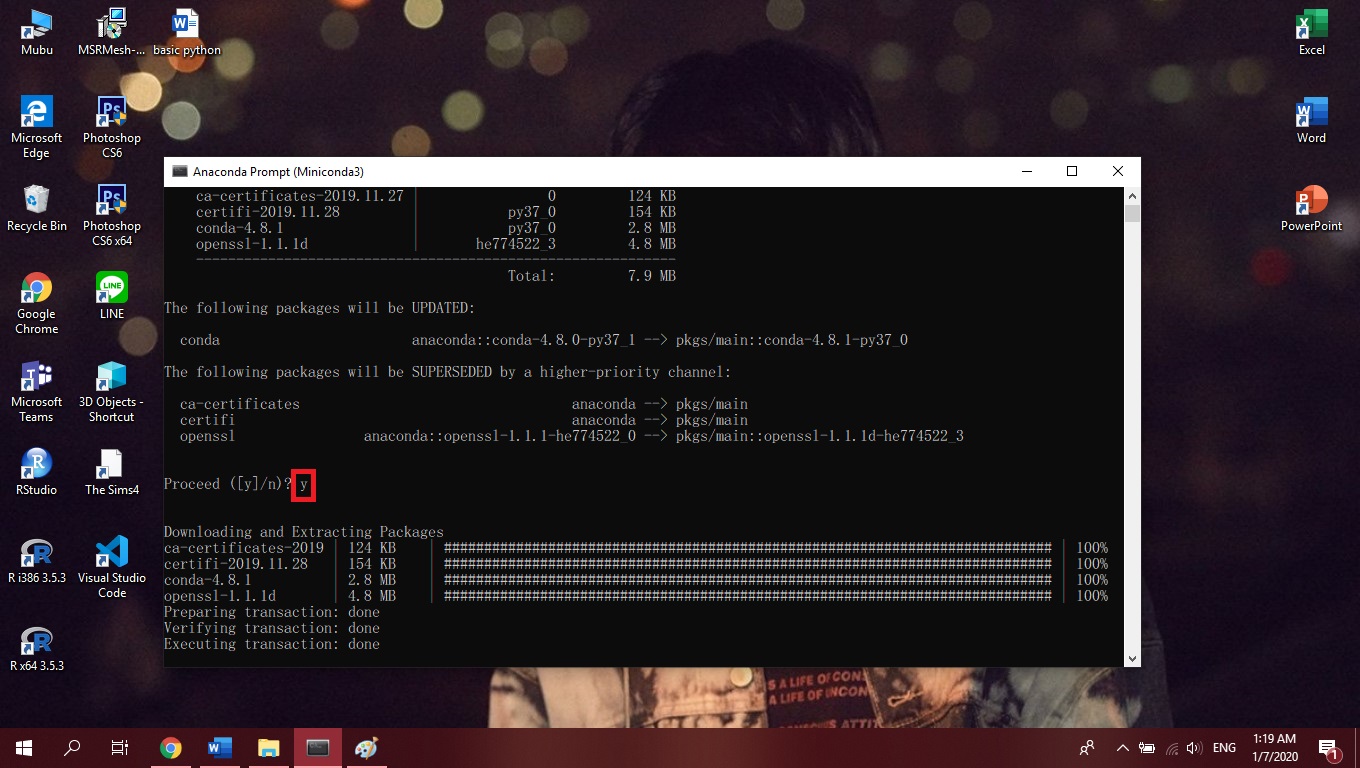 Mubu
MSRMesh-...
basic python
Excel
Microsoft
Edge
Photoshop
CS6
Word
Recycle Bin
Photoshop
CS6 x64
PowerPoint
Google
Chrome
LINE
Microsoft
Teams
3D Objects -
Shortcut
RStudio
The Sims4
R i386 3.5.3
Visual Studio
Code
R x64 3.5.3
Anaconda Prompt (Miniconda3)
ca-certificates-2019.11.27 | 0 124 KB
certifi-2019.11.28 | py37_0 154 KB
conda-4.8.1 | py37_0 2.8 MB
openssl-1.1.1d | he774522_3 4.8 MB
------------------------------------------------------------
Total: 7.9 MB
The following packages will be UPDATED:
conda anaconda::conda-4.8.0-py37_1 --> pkgs/main::conda-4.8.1-py37_0
The following packages will be SUPERSEDED by a higher-priority channel:
ca-certificates anaconda --> pkgs/main
certifi anaconda --> pkgs/main
openssl anaconda::openssl-1.1.1-he774522_0 --> pkgs/main::openssl-1.1.1d-he774522_3
Proceed ([y]/n)? y
Downloading and Extracting Packages
ca-certificates-2019 | 124 KB | ############################################################################ | 100%
certifi-2019.11.28 | 154 KB | ############################################################################ | 100%
conda-4.8.1 | 2.8 MB | ############################################################################ | 100%
openssl-1.1.1d | 4.8 MB | ############################################################################ | 100%
Preparing transaction: done
Verifying transaction: done
Executing transaction: done
S A LIFE OF CONS
A LIFE OF INCON
ENG
1:19 AM
1/7/2020
1